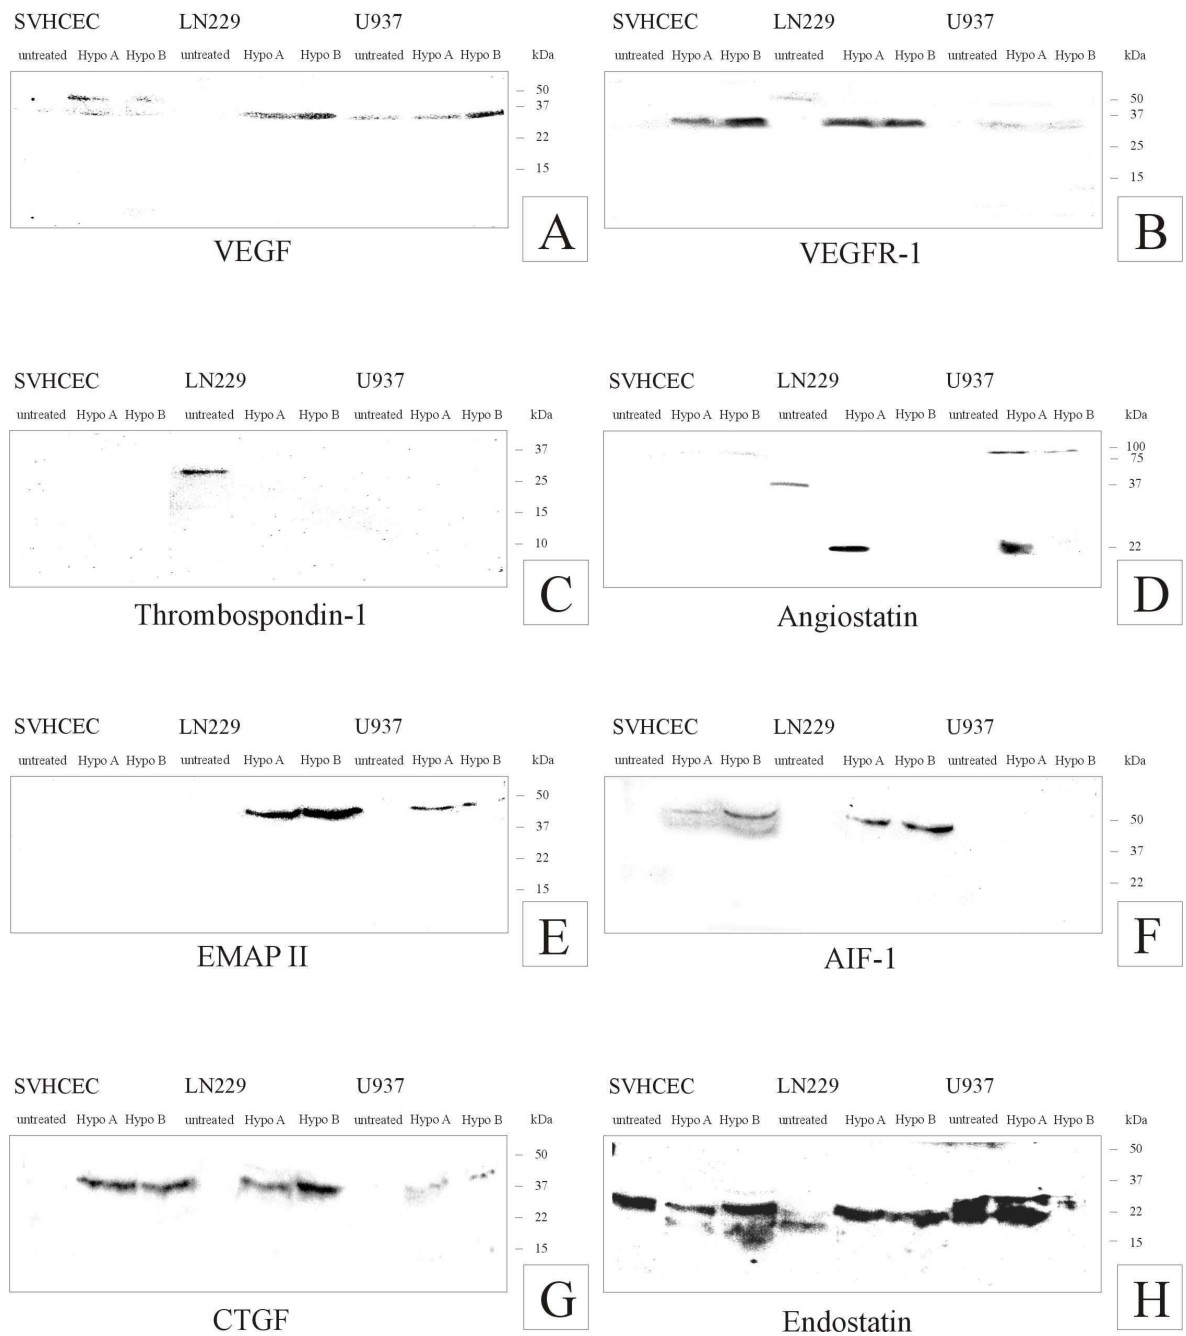 SVHCEC LN229 U937
untreated Hypo A Hypo B untreated Hypo A Hypo B untreated Hypo A Hypo B kDa
50
37
22
15
A
VEGF
SVHCEC LN229 U937
untreated Hypo A Hypo B untreated Hypo A Hypo B untreated Hypo A Hypo B kDa
50
37
25
15
B
VEGFR-1
SVHCEC LN229 U937
untreated Hypo A Hypo B untreated Hypo A Hypo B untreated Hypo A Hypo B kDa
37
25
15
10
C
Thrombospondin-1
SVHCEC LN229 U937
untreated Hypo A Hypo B untreated Hypo A Hypo B untreated Hypo A Hypo B kDa
100
75
37
22
D
Angiostatin
SVHCEC LN229 U937
untreated Hypo A Hypo B untreated Hypo A Hypo B untreated Hypo A Hypo B kDa
50
37
22
15
E
EMAP II
SVHCEC LN229 U937
untreated Hypo A Hypo B untreated Hypo A Hypo B untreated Hypo A Hypo B kDa
50
37
22
F
AIF-1
SVHCEC LN229 U937
untreated Hypo A Hypo B untreated Hypo A Hypo B untreated Hypo A Hypo B kDa
50
37
22
15
G
CTGF
SVHCEC LN229 U937
untreated Hypo A Hypo B untreated Hypo A Hypo B untreated Hypo A Hypo B kDa
50
37
22
15
H
Endostatin